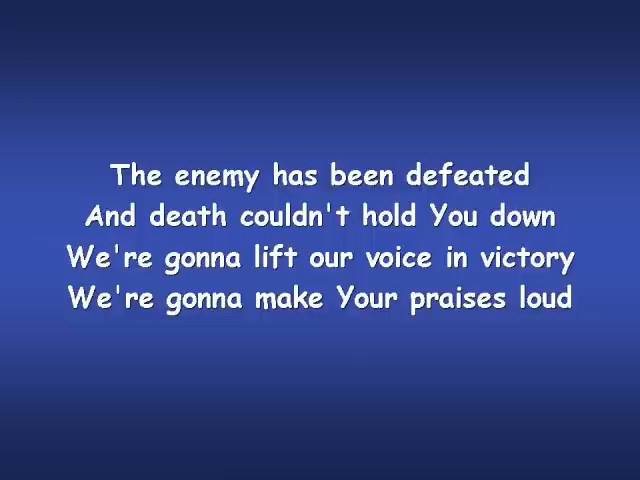 The enemy has been defeated
And death couldn't hold You down
We're gonna lift our voice in victory
We're gonna make Your praises loud